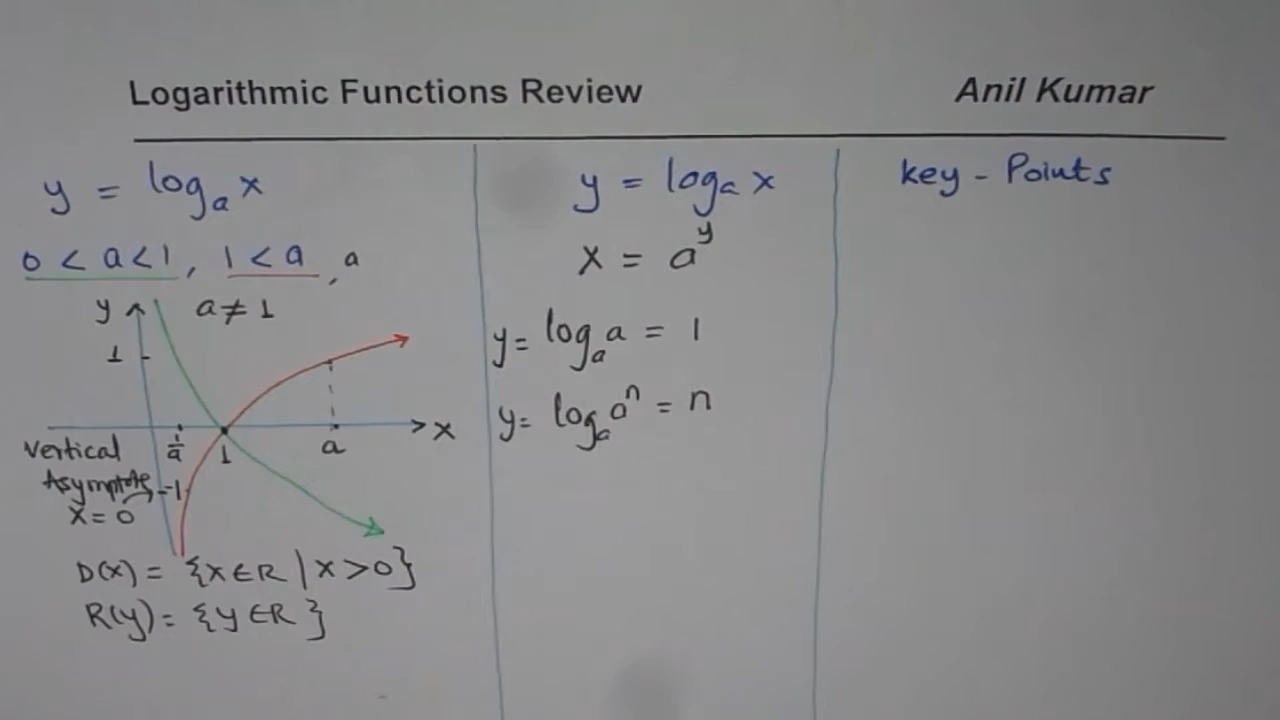 Logarithmic Functions Review
Anil Kumar
y = logₐ x
0 < a < 1, 1 < a, a
a ≠ 1
y
1
x
1/a
1
a
Vertical
Asymptote
x = 0
-1
D(x) = {x∈R | x > 0}
R(y) = {y ∈R }
y = logₐ x
x = a^y
y = logₐ a = 1
y = logₐ aⁿ = n
key - Points